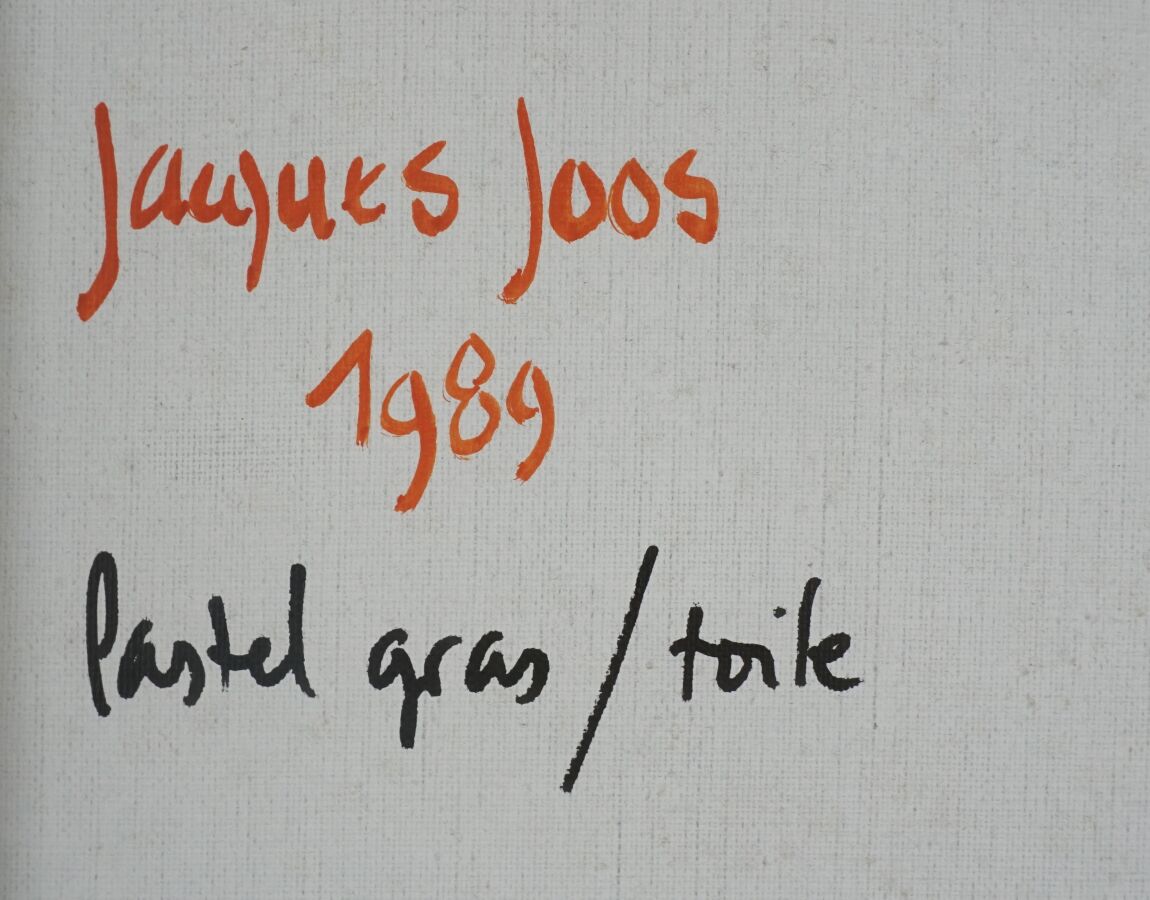 Jacques Joos
1989
Pastel gras / toile